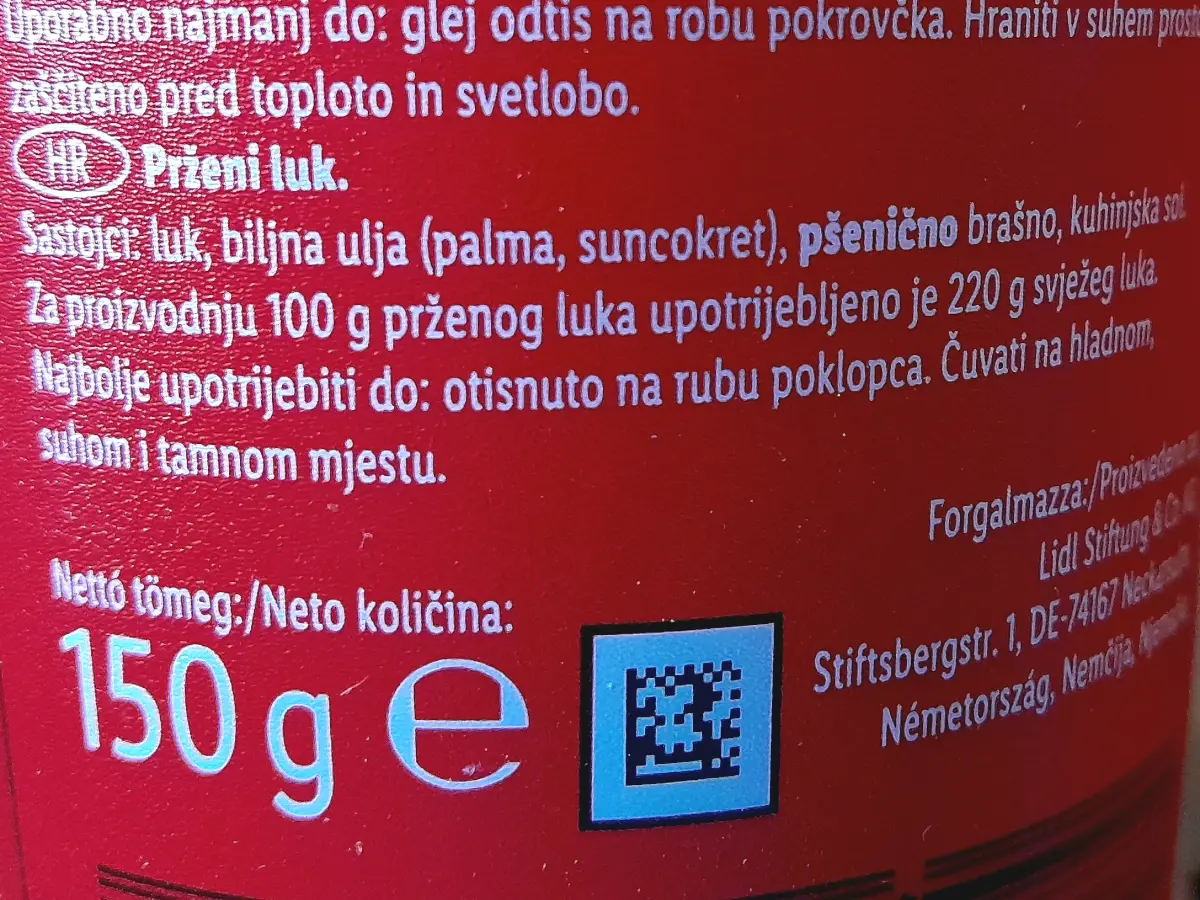 Uporabno najmanj do: glej odtis na robu pokrovčka. Hraniti v suhem
zaščiteno pred toploto in svetlobo.
HR Prženi luk.
Sastojci: luk, biljna ulja (palma, suncokret), pšenično brašno, kuhinjska sol.
Za proizvodnju 100 g prženog luka upotrijebljeno je 220 g svježeg luka.
Najbolje upotrijebiti do: otisnuto na rubu poklopca. Čuvati na hladnom,
suhom i tamnom mjestu.
Forgalmazza:/Proizvedeno
Lidl Stiftung & Co.
Stiftsbergstr. 1, DE-74167
Németország, Nemčija,
Nettó tömeg:/Neto količina:
150 g e